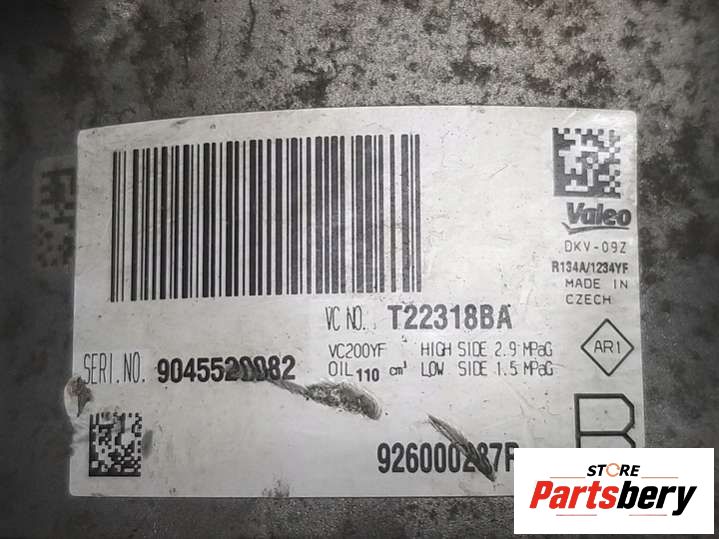 Valeo
DKV-09Z
R134A/1234YF
MADE IN
CZECH
VC NO. T22318BA
VC200YF HIGH SIDE 2.9 MPaG
OIL 110 cm³ LOW SIDE 1.5 MPaG
AR1
SERI.NO. 9045520082
926000287R
STORE
Partsbery